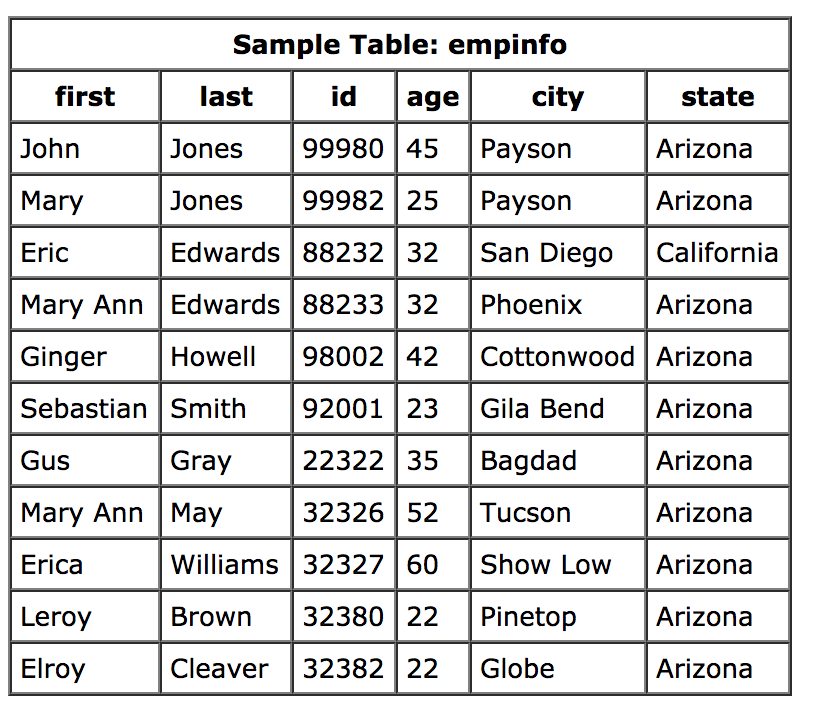 Sample Table: empinfo
first last id age city state
John Jones 99980 45 Payson Arizona
Mary Jones 99982 25 Payson Arizona
Eric Edwards 88232 32 San Diego California
Mary Ann Edwards 88233 32 Phoenix Arizona
Ginger Howell 98002 42 Cottonwood Arizona
Sebastian Smith 92001 23 Gila Bend Arizona
Gus Gray 22322 35 Bagdad Arizona
Mary Ann May 32326 52 Tucson Arizona
Erica Williams 32327 60 Show Low Arizona
Leroy Brown 32380 22 Pinetop Arizona
Elroy Cleaver 32382 22 Globe Arizona